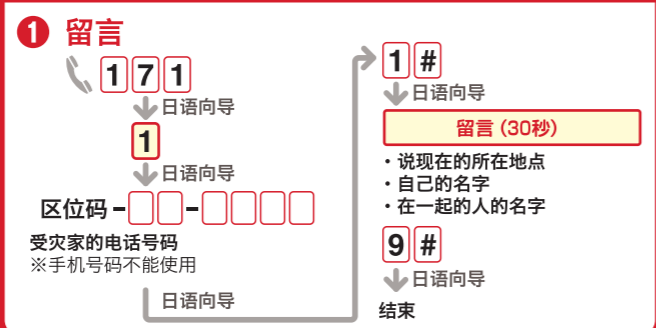 1 留言
171
日语向导
1
日语向导
区位码-□□-□□□□
受灾家的电话号码
※手机号码不能使用
日语向导
1#
日语向导
留言（30秒）
・说现在的所在地点
・自己的名字
・在一起的人的名字
9#
日语向导
结束